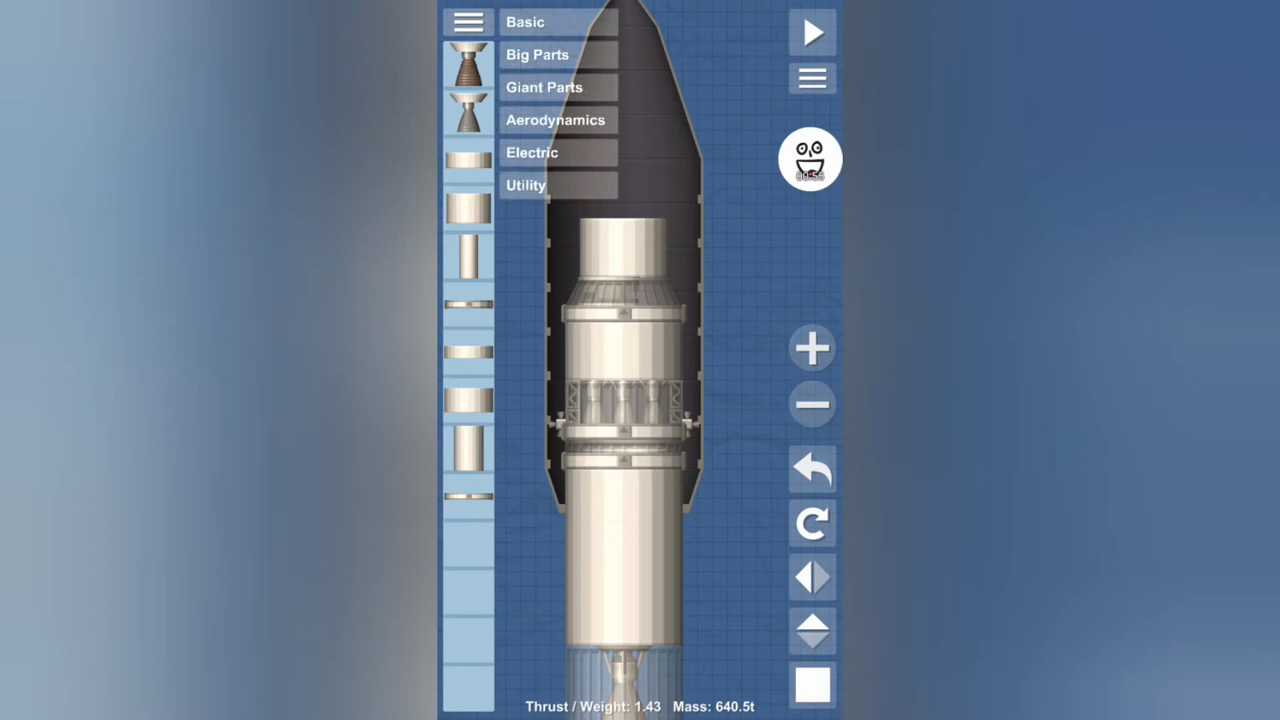 Basic
Big Parts
Giant Parts
Aerodynamics
Electric
Utility
Thrust / Weight: 1.43 Mass: 640.5t